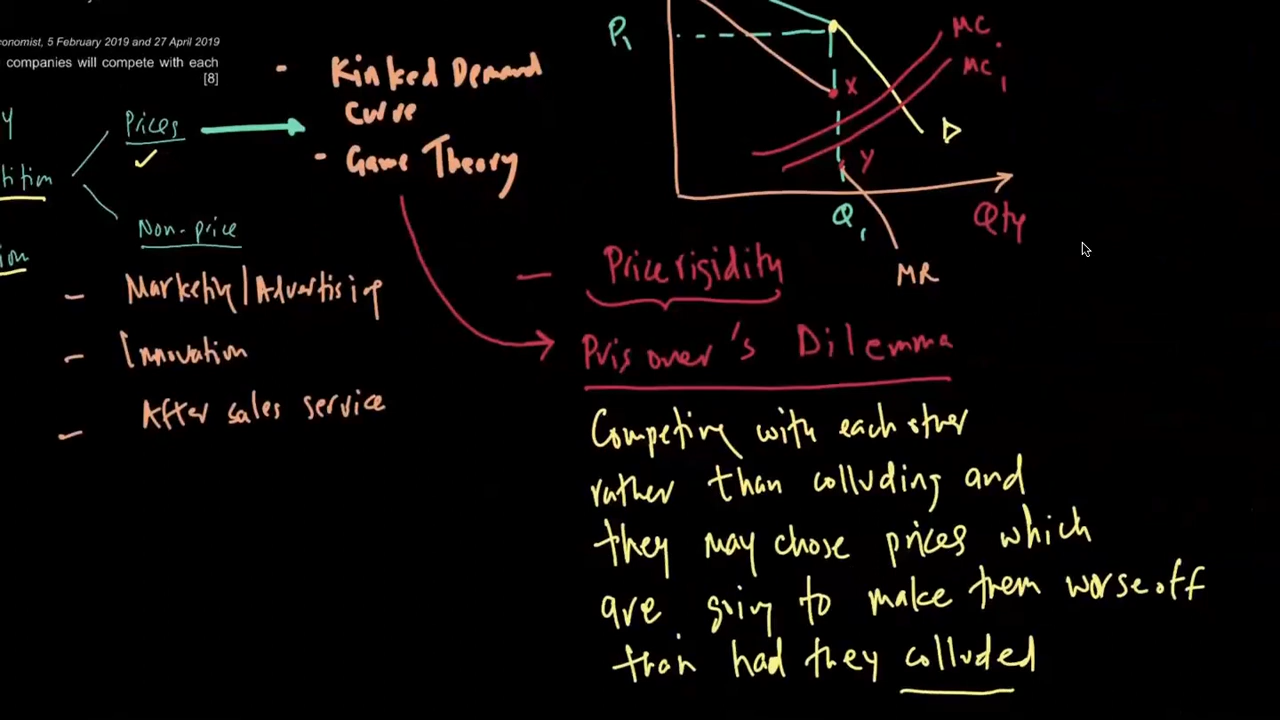 conomist, 5 February 2019 and 27 April 2019
companies will compete with each
[8]
y
Prices
tition
Non-price
ion
- Marketing/Advertising
- Innovation
- After sales service
- Kinked Demand
Curve
- Game Theory
P1
MC
MC1
X
D
Y
Q1
Qty
MR
- Price rigidity
Prisoner's Dilemma
Competing with each other
rather than colluding and
they may chose prices which
are going to make them worse off
than had they colluded